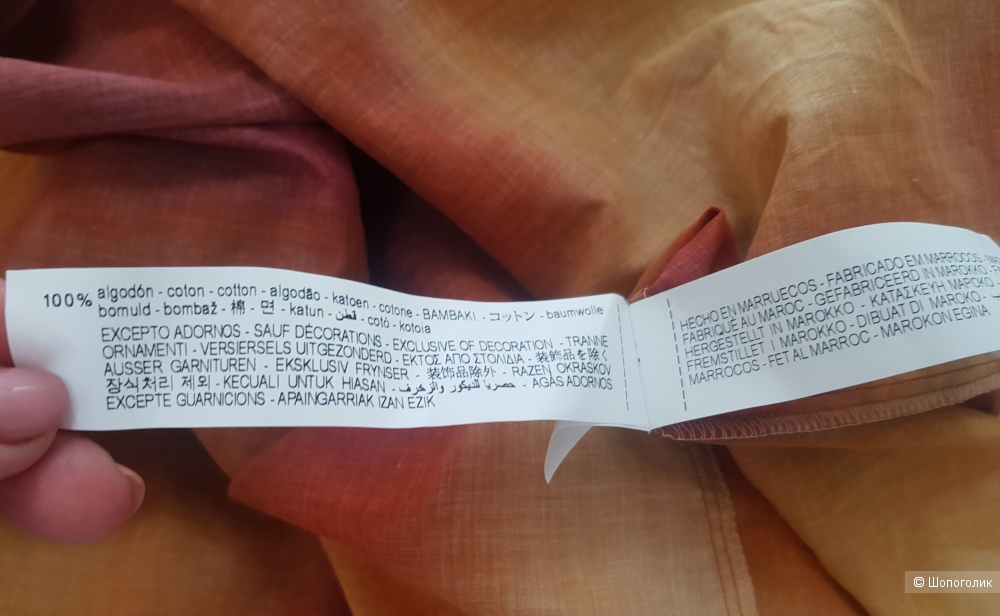 100% algodón - coton - cotton - algodão - katoen - cotone - BAMBAKI - コットン - baumwolle
bomuld - bombaž - 棉 - 면 - katun - قطن - cotó - kotoia
EXCEPTO ADORNOS - SAUF DÉCORATIONS - EXCLUSIVE OF DECORATION - TRANNE
ORNAMENTI - VERSIERSELS UITGEZONDERD - ΕΚΤΟΣ ΑΠΟ ΣΤΟΛΙΔΙΑ - 装飾品を除く
AUSSER GARNITUREN - EKSKLUSIV FRYNSER - 装饰品除外 - RAZEN OKRASKOV
장식처리 제외 - KECUALI UNTUK HIASAN - حصريا للديكور والزخرف - AGAS ADORNOS
EXCEPTE GUARNICIONS - APAINGARRIAK IZAN EZIK
HECHO EN MARRUECOS - FABRICADO EM MARROCOS -
FABRIQUÉ AU MAROC - GEFABRICEERD IN MAROKKO -
HERGESTELLT IN MAROKKO - ΚΑΤΑΣΚΕΥΗ ΜΑΡΟΚΟ -
FREMSTILLET I MAROKKO - DIBUAT DI MAROKO -
MARROCOS - FET AL MARROC - MAROKON EGINA
© Шопоголик